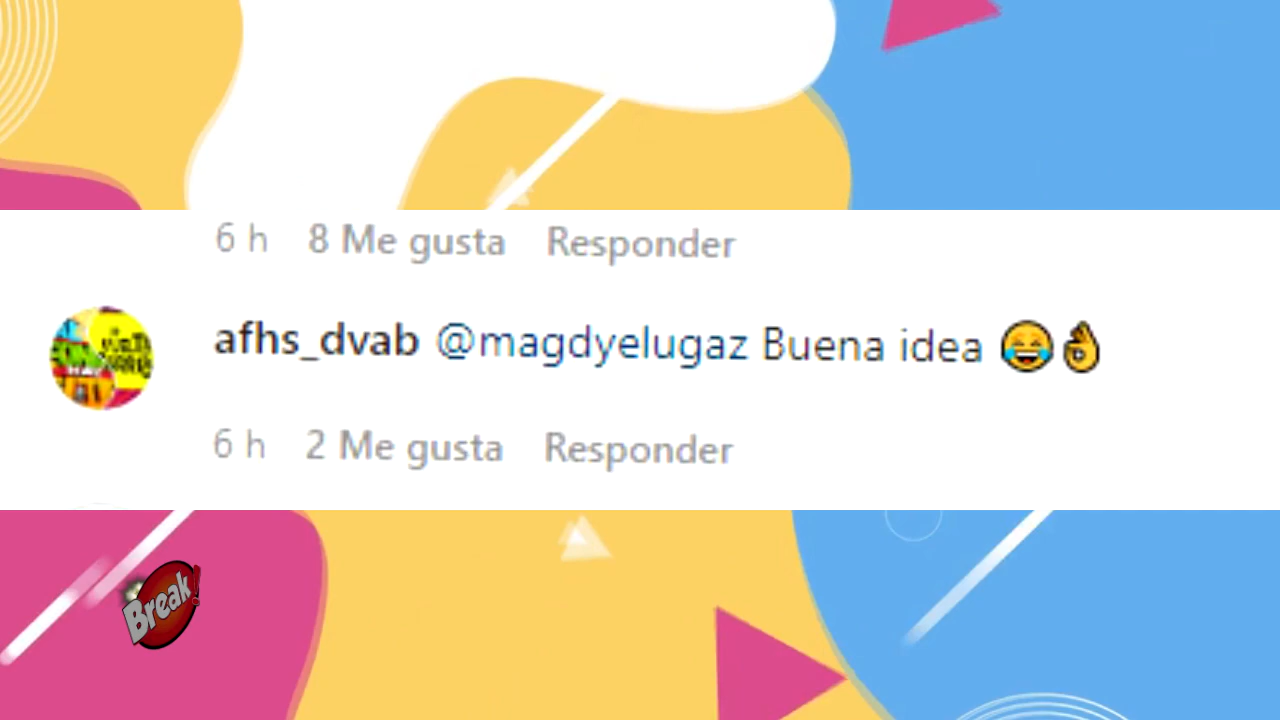 6 h 8 Me gusta Responder
afhs_dvab @magdyelugaz Buena idea 😂👌
6 h 2 Me gusta Responder
Break!